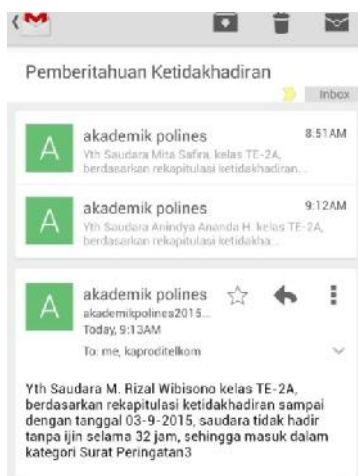 Pemberitahuan Ketidakhadiran
Inbox
A
akademik polines
8:51AM
Yth Saudara Mita Safira, kelas TE-2A,
berdasarkan rekapitulasi ketidakhadiran...
A
akademik polines
9:12AM
Yth Saudara Anindya Ananda H. kelas TE-2A,
berdasarkan rekapitulasi ketidakha...
A
akademik polines
akademikpolines2015...
Today, 9:13AM
To: me, kaproditelkom
Yth Saudara M. Rizal Wibisono kelas TE-2A,
berdasarkan rekapitulasi ketidakhadiran sampai
dengan tanggal 03-9-2015, saudara tidak hadir
tanpa ijin selama 32 jam, sehingga masuk dalam
kategori Surat Peringatan3